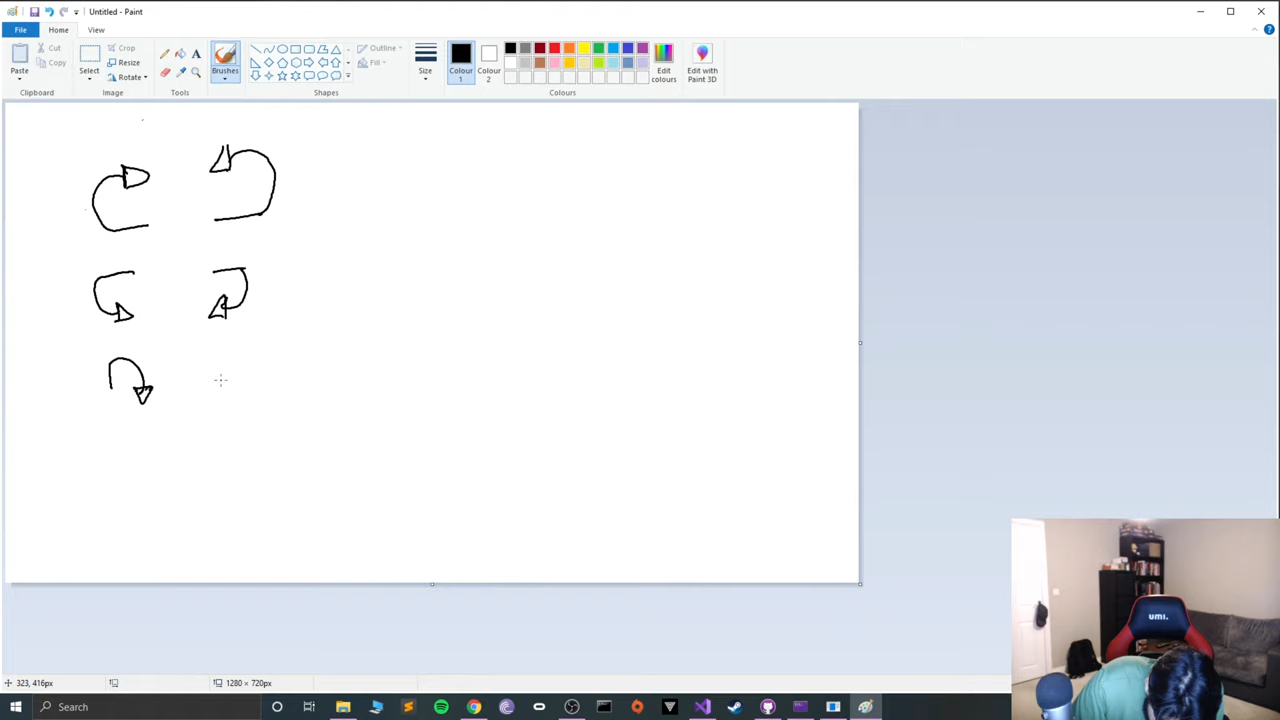 Untitled - Paint
File
Home
View
Paste
Cut
Copy
Clipboard
Select
Crop
Resize
Rotate
Image
A
Tools
Brushes
Outline
Fill
Shapes
Size
Colour
1
Colour
2
Edit
colours
Edit with
Paint 3D
Colours
umi.
323, 416px
1280 × 720px
Search